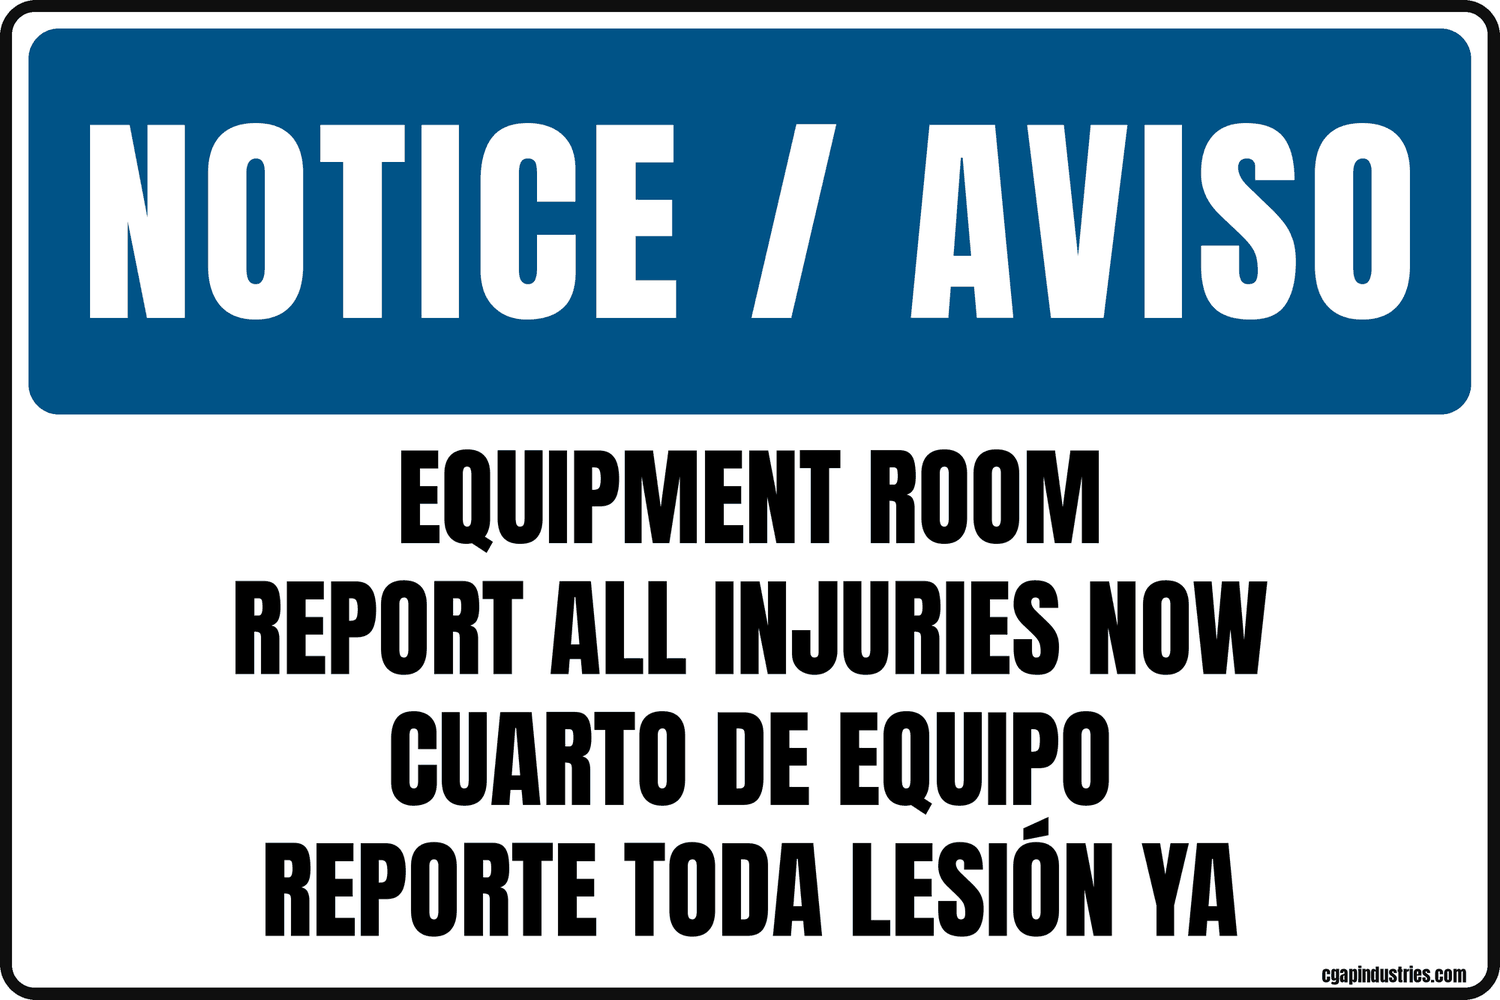 NOTICE / AVISO
EQUIPMENT ROOM
REPORT ALL INJURIES NOW
CUARTO DE EQUIPO
REPORTE TODA LESIÓN YA
cgapindustries.com